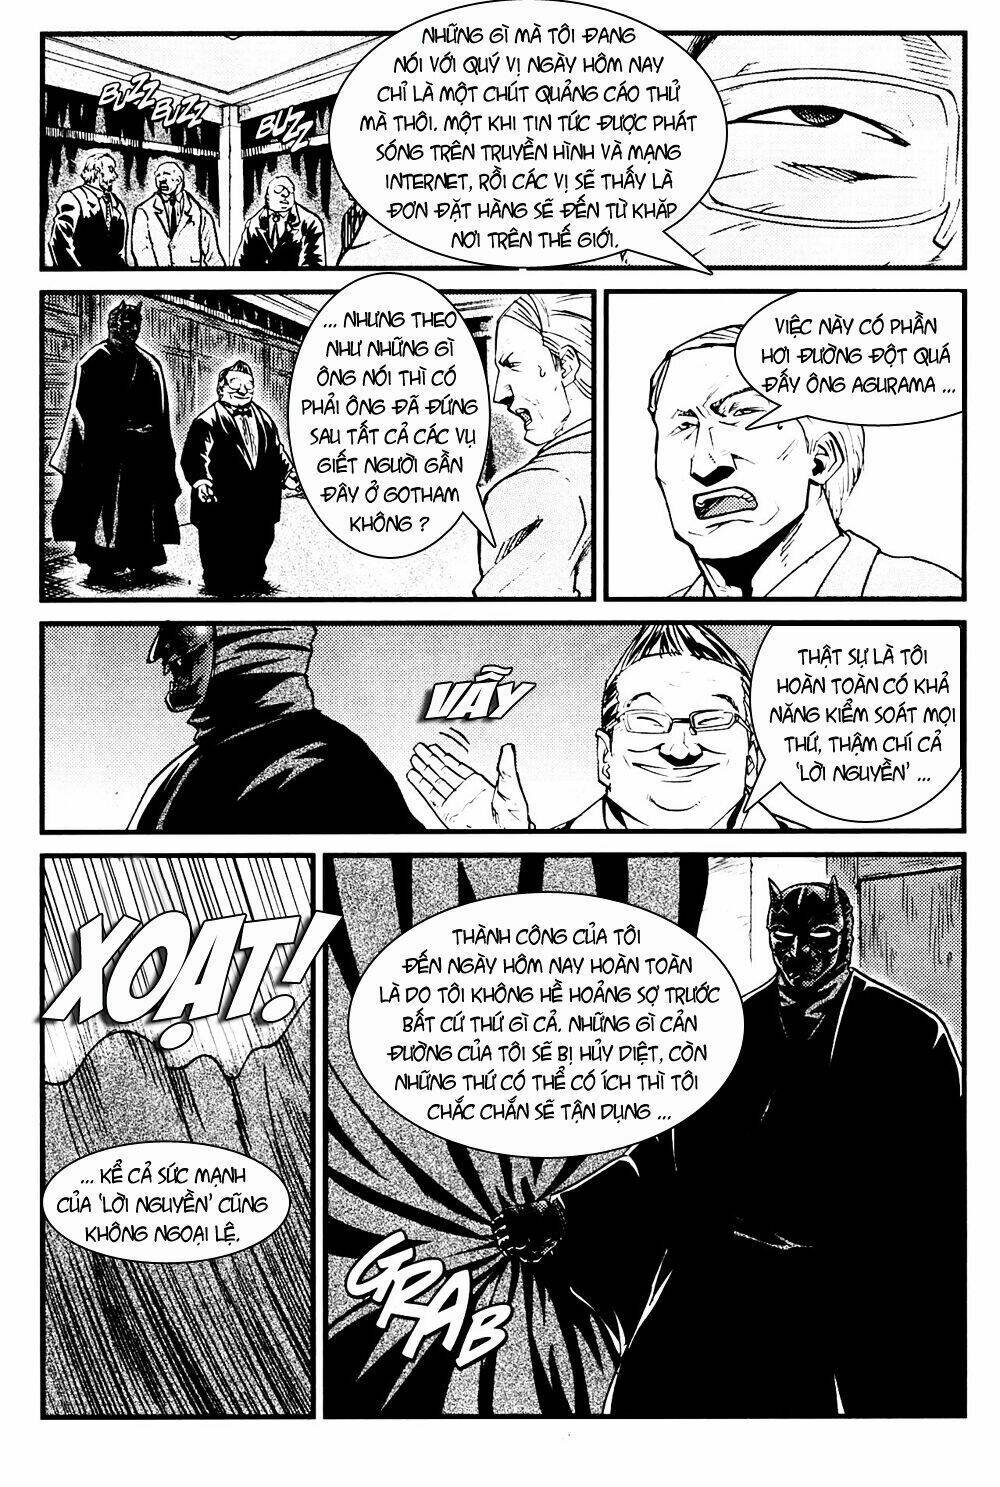 BUZZ
BUZZ
BUZZ
NHỮNG GÌ MÀ TÔI ĐANG
NÓI VỚI QUÝ VỊ NGÀY HÔM NAY
CHỈ LÀ MỘT CHÚT QUẢNG CÁO THỬ
MÀ THÔI. MỘT KHI TIN TỨC ĐƯỢC PHÁT
SÓNG TRÊN TRUYỀN HÌNH VÀ MẠNG
INTERNET, RỒI CÁC VỊ SẼ THẤY LÀ
ĐƠN ĐẶT HÀNG SẼ ĐẾN TỪ KHẮP
NƠI TRÊN THẾ GIỚI.
... NHƯNG THEO
NHƯ NHỮNG GÌ
ÔNG NÓI THÌ CÓ
PHẢI ÔNG ĐÃ ĐỨNG
SAU TẤT CẢ CÁC VỤ
GIẾT NGƯỜI GẦN
ĐÂY Ở GOTHAM
KHÔNG ?
VIỆC NÀY CÓ PHẦN
HƠI ĐƯỜNG ĐỘT QUÁ
ĐẤY ÔNG AGURAMA ...
VẪY
THẬT SỰ LÀ TÔI
HOÀN TOÀN CÓ KHẢ
NĂNG KIỂM SOÁT MỌI
THỨ, THẬM CHÍ CẢ
'LỜI NGUYỀN' ...
XOẠT!
THÀNH CÔNG CỦA TÔI
ĐẾN NGÀY HÔM NAY HOÀN TOÀN
LÀ DO TÔI KHÔNG HỀ HOẢNG SỢ TRƯỚC
BẤT CỨ THỨ GÌ CẢ. NHỮNG GÌ CẢN
ĐƯỜNG CỦA TÔI SẼ BỊ HỦY DIỆT, CÒN
NHỮNG THỨ CÓ THỂ CÓ ÍCH THÌ TÔI
CHẮC CHẮN SẼ TẬN DỤNG ...
... KỂ CẢ SỨC MẠNH
CỦA 'LỜI NGUYỀN' CŨNG
KHÔNG NGOẠI LỆ.
GRAB